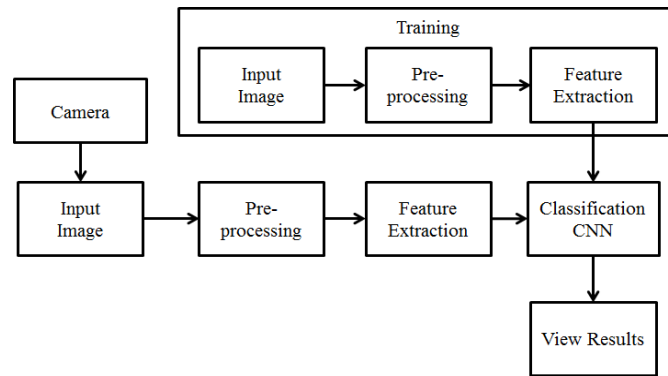 Training
Input
Image
Pre-
processing
Feature
Extraction
Camera
Input
Image
Pre-
processing
Feature
Extraction
Classification
CNN
View Results